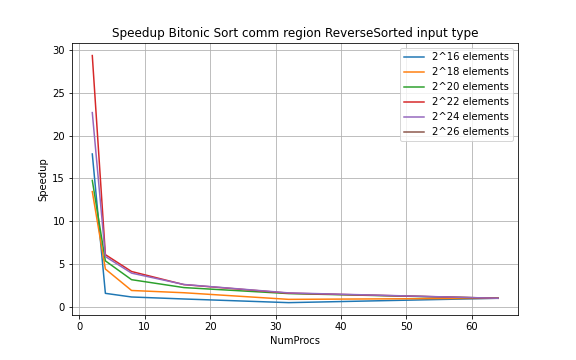 Speedup Bitonic Sort comm region ReverseSorted input type
30
25
20
15
10
5
0
Speedup
2^16 elements
2^18 elements
2^20 elements
2^22 elements
2^24 elements
2^26 elements
0 10 20 30 40 50 60
NumProcs